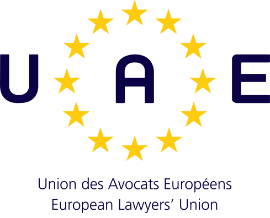 U A E
Union des Avocats Européens
European Lawyers' Union